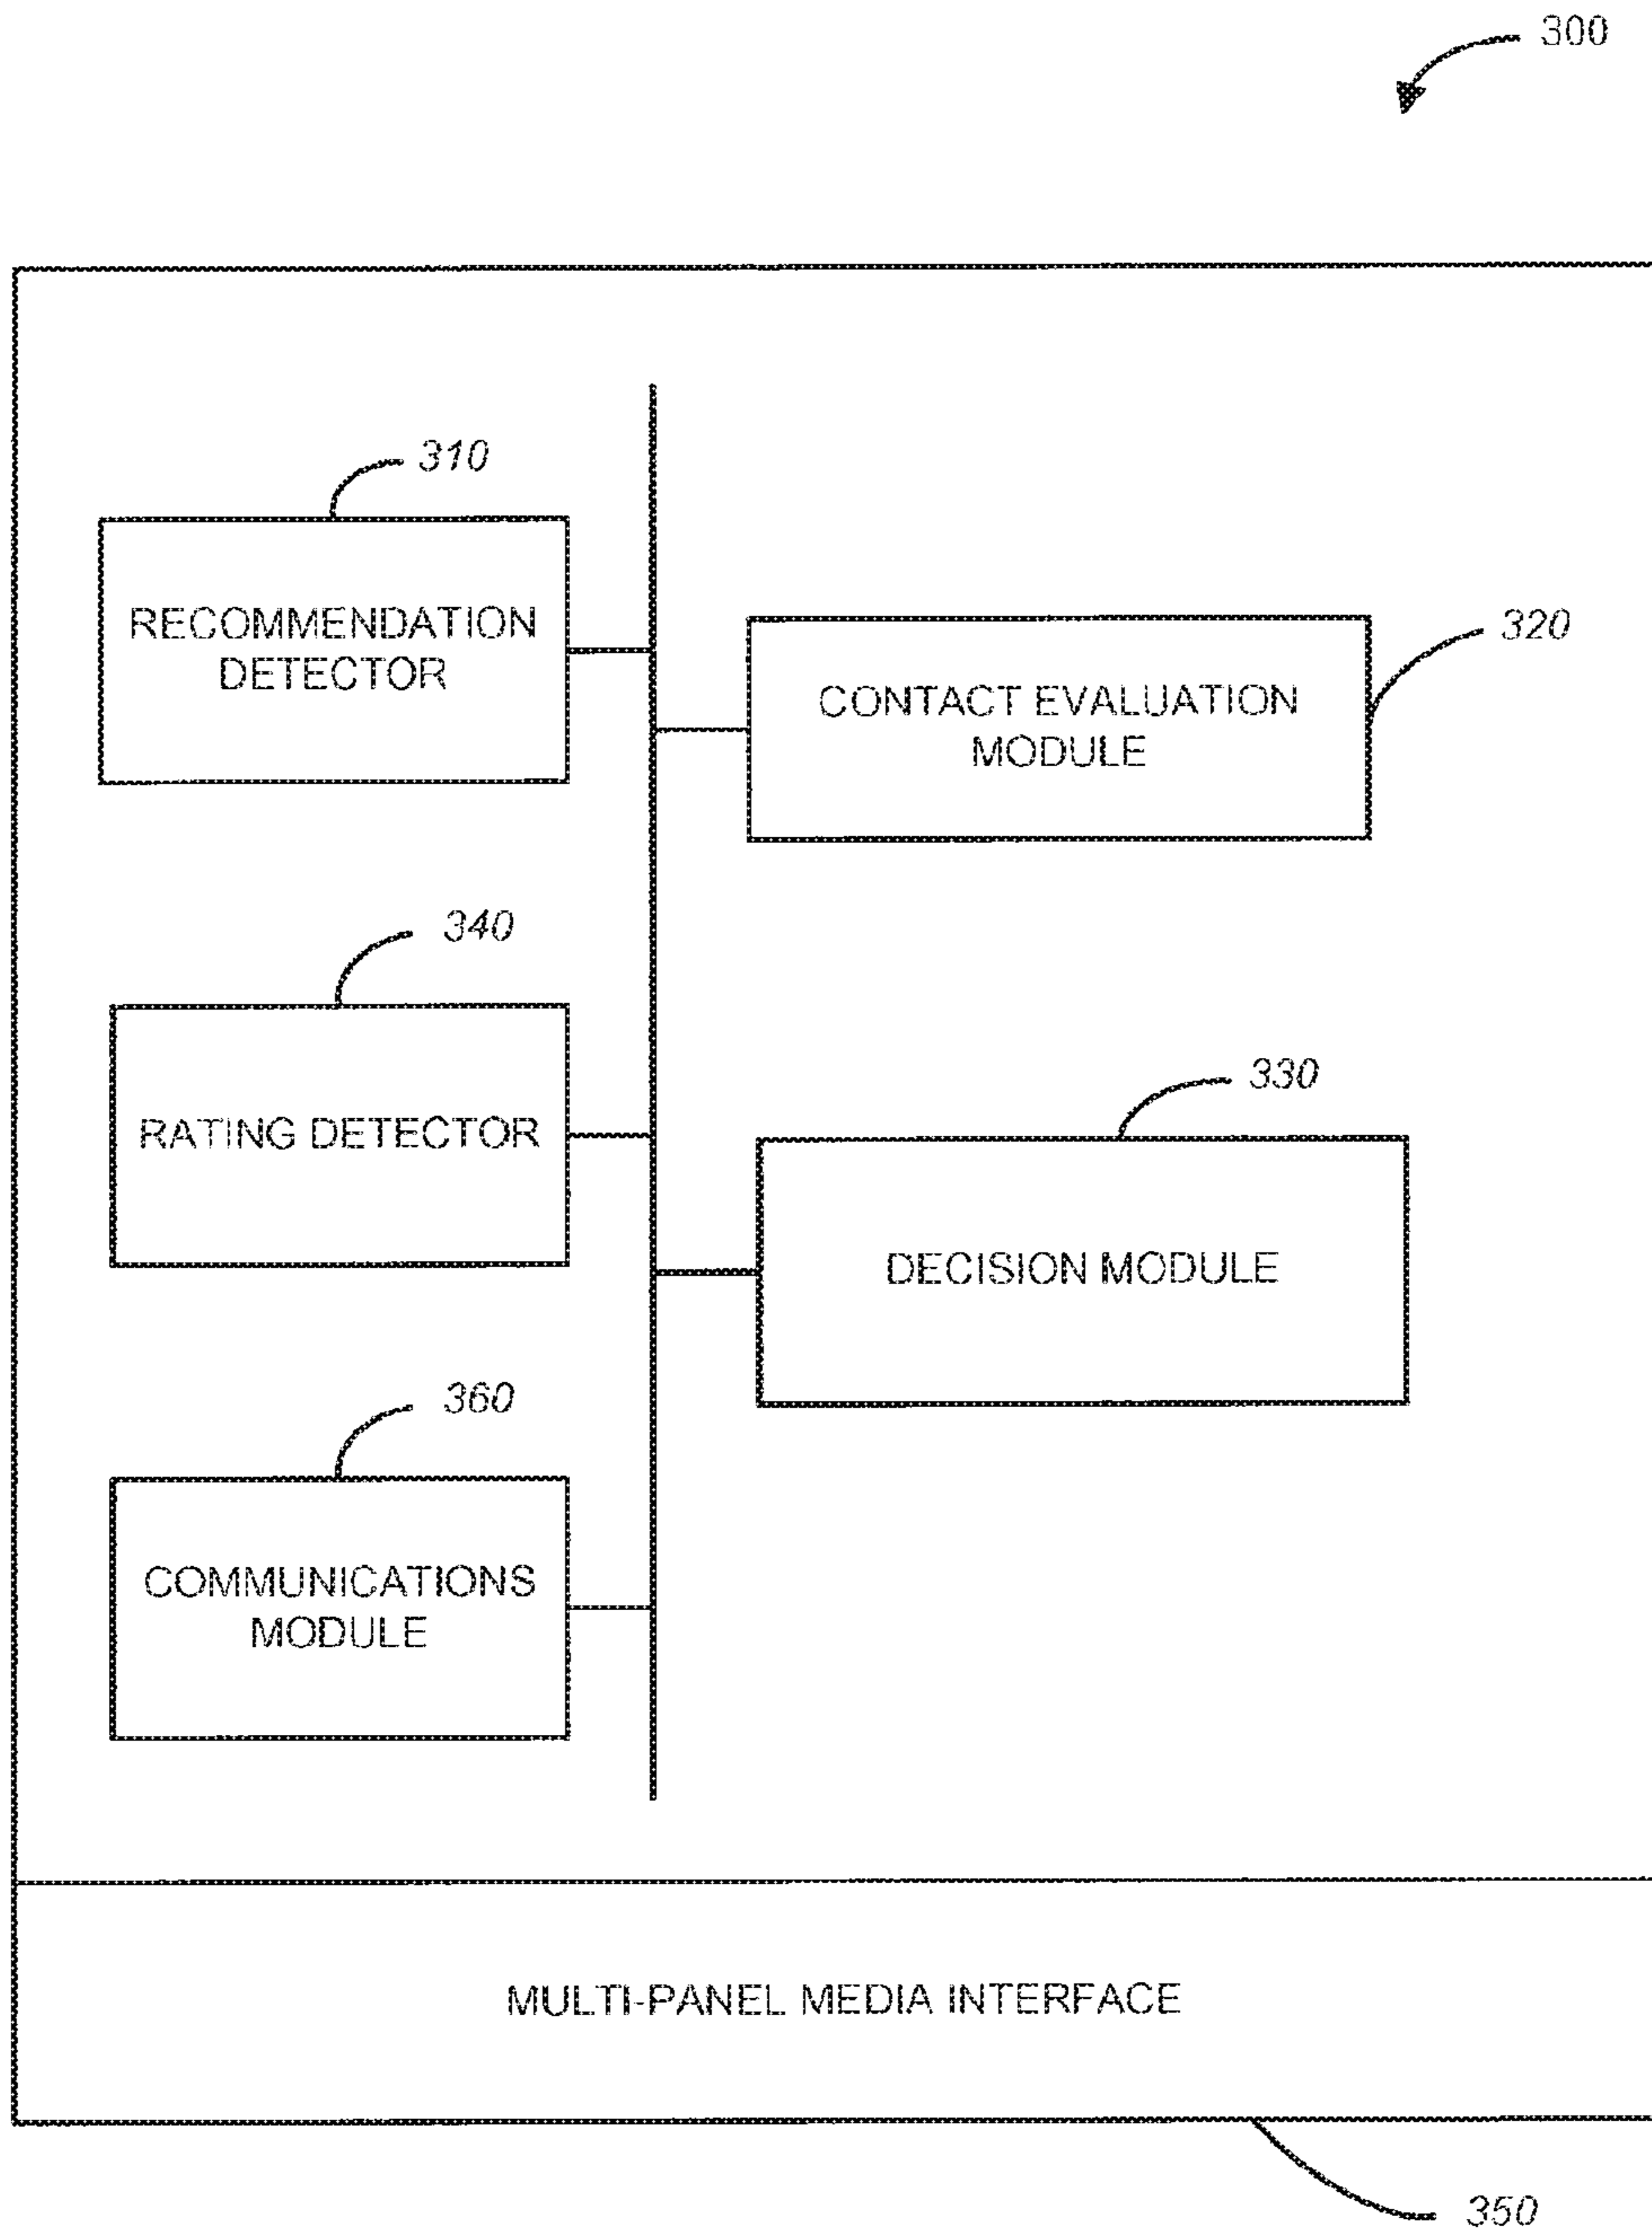 300
310
RECOMMENDATION
DETECTOR
320
CONTACT EVALUATION
MODULE
340
RATING DETECTOR
330
DECISION MODULE
360
COMMUNICATIONS
MODULE
MULTI-PANEL MEDIA INTERFACE
350